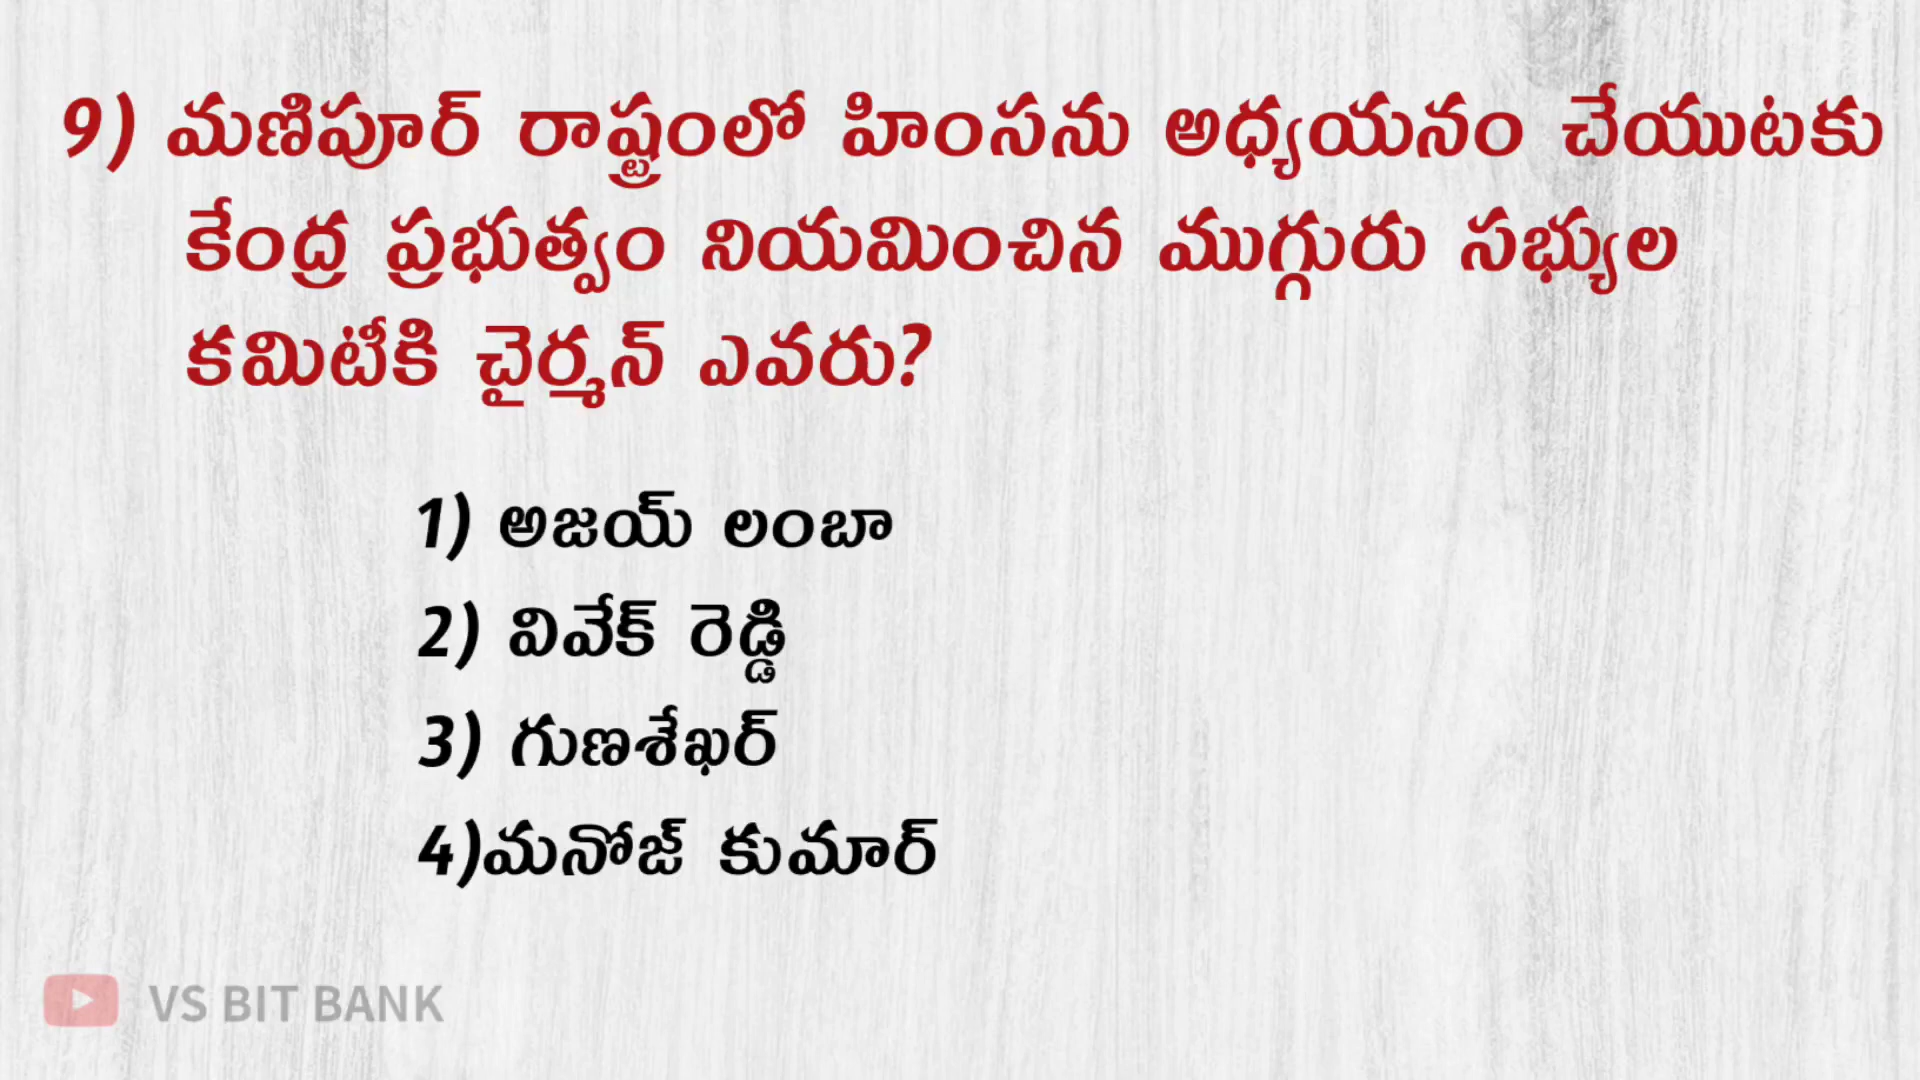 9) మణిపూర్ రాష్ట్రంలో హింసను అధ్యయనం చేయుటకు
కేంద్ర ప్రభుత్వం నియమించిన ముగ్గురు సభ్యుల
కమిటీకి చైర్మన్ ఎవరు?
1) అజయ్ లంబా
2) వివేక్ రెడ్డి
3) గుణశేఖర్
4)మనోజ్ కుమార్
VS BIT BANK